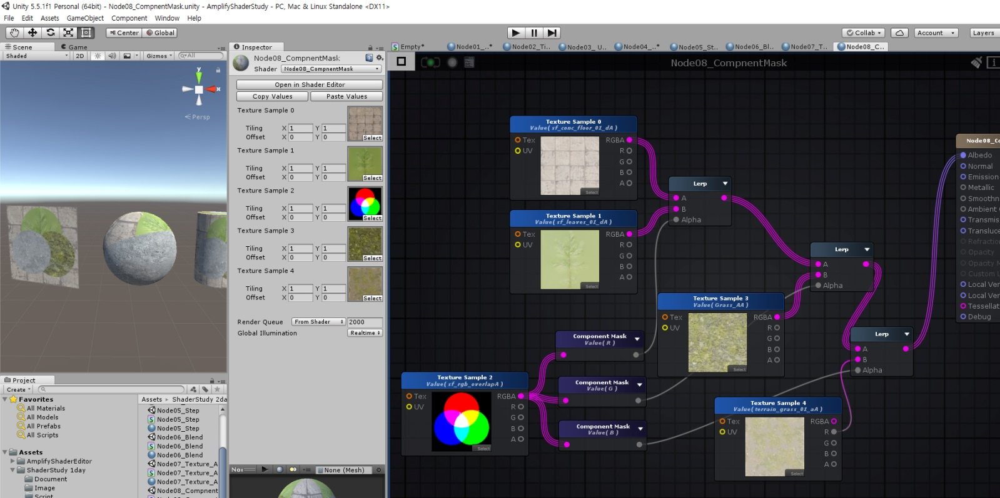 Unity 5.5.1f1 Personal (64bit) - Node08_CompnentMask.unity - AmplifyShaderStudy - PC, Mac & Linux Standalone <DX11>
File Edit Assets GameObject Component Window Help
Center Global
Collab Account Layers
Scene Game
Shaded 2D Gizmos All
y
x
Persp
Inspector
Node08_CompnentMask
Shader Node08_CompnentMask
Open in Shader Editor
Copy Values Paste Values
Texture Sample 0
Tiling X 1 Y 1
Offset X 0 Y 0
Select
Texture Sample 1
Tiling X 1 Y 1
Offset X 0 Y 0
Select
Texture Sample 2
Tiling X 1 Y 1
Offset X 0 Y 0
Select
Texture Sample 3
Tiling X 1 Y 1
Offset X 0 Y 0
Select
Texture Sample 4
Tiling X 1 Y 1
Offset X 0 Y 0
Select
Render Queue From Shader 2000
Global Illumination Realtime
None (Mesh)
Project
Create
Favorites
All Materials
All Models
All Prefabs
All Scripts
Assets
AmplifyShaderEditor
ShaderStudy 1day
Document
Image
Script
Assets ShaderStudy 2da
Node05_Step
Node05_Step
Node05_Step
Node06_Blend
Node06_Blend
Node06_Blend
Node07_Texture_A
Node07_Texture_A
Node07_Texture_A
Node08_Compnent
Empty* Node01_..* Node02_Ti.. Node03_ U.. Node04_..* Node05_St.. Node06_Bl.. Node07_T.. Node08_C..
Node08_CompnentMask
Texture Sample 0
Value( sf_conc_floor_01_dA )
Tex RGBA
UV R
G
B
A
Select
Texture Sample 1
Value( sf_leaves_01_dA )
Tex RGBA
UV R
G
B
A
Select
Lerp
A
B
Alpha
Lerp
A
B
Alpha
Texture Sample 3
Value( Grass_AA )
Tex RGBA
UV R
G
B
A
Select
Lerp
A
B
Alpha
Component Mask
Value( R )
Component Mask
Value( G )
Component Mask
Value( B )
Texture Sample 2
Value( sf_rgb_overlapA )
Tex RGBA
UV R
G
B
A
Select
Texture Sample 4
Value( terrain_grass_01_aA )
Tex RGBA
UV R
G
B
A
Select
Node08_Co
Albedo
Normal
Emission
Metallic
Smoothn
Ambient
Transmis
Transluce
Refractio
Opacity
Opacity M
Custom L
Local Ver
Local Ver
Tessellat
Debug